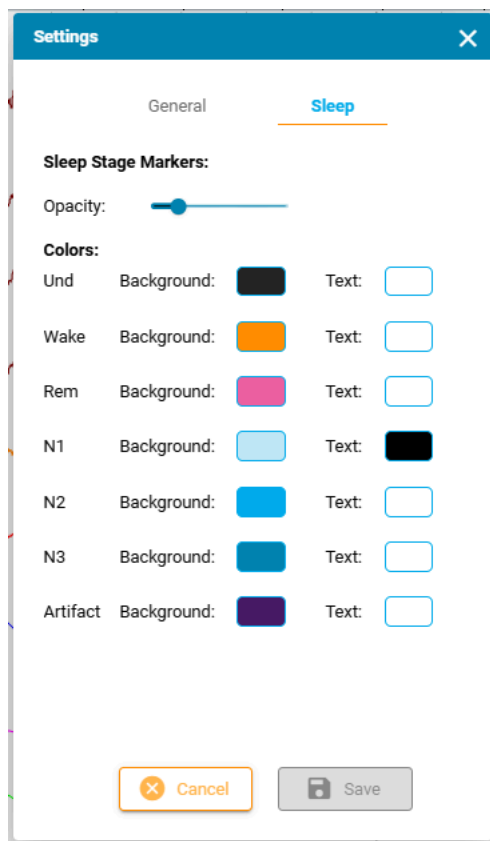 Settings
General Sleep
Sleep Stage Markers:
Opacity:
Colors:
Und Background: Text:
Wake Background: Text:
Rem Background: Text:
N1 Background: Text:
N2 Background: Text:
N3 Background: Text:
Artifact Background: Text:
Cancel Save